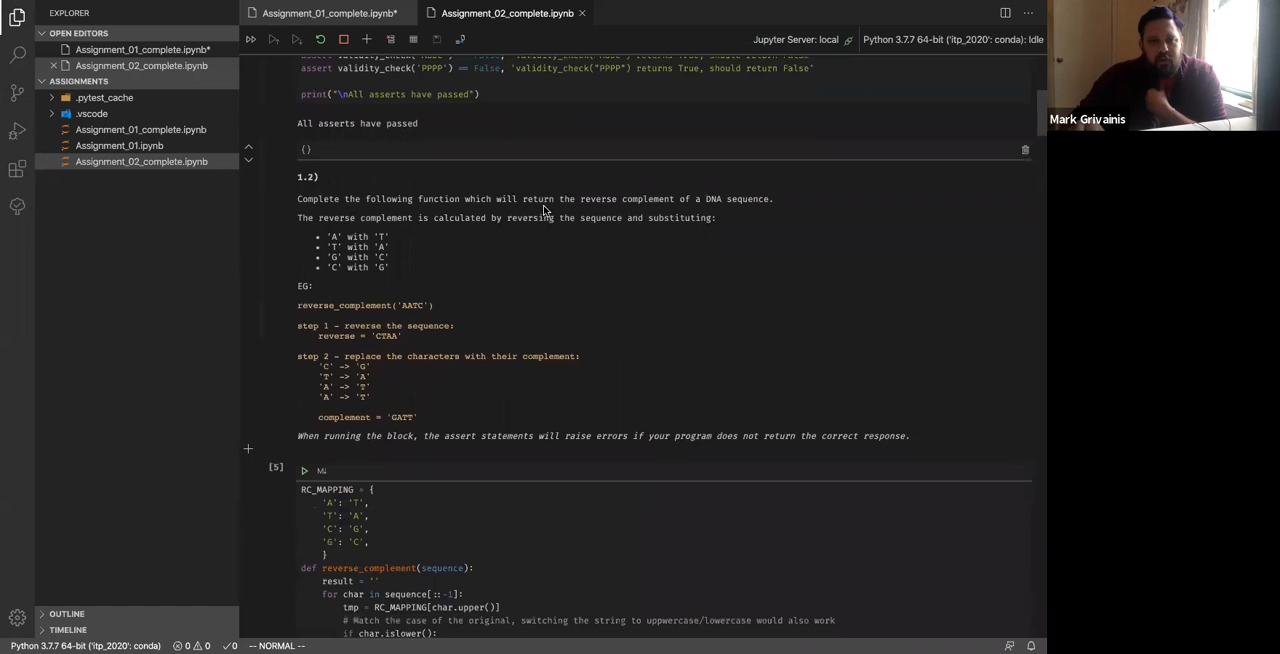 EXPLORER
OPEN EDITORS
Assignment_01_complete.ipynb*
Assignment_02_complete.ipynb
ASSIGNMENTS
.pytest_cache
.vscode
Assignment_01_complete.ipynb
Assignment_01.ipynb
Assignment_02_complete.ipynb
OUTLINE
TIMELINE
Assignment_01_complete.ipynb*
Assignment_02_complete.ipynb
Jupyter Server: local
Python 3.7.7 64-bit ('itp_2020': conda): Idle
assert validity_check('PPPP') == False, 'validity_check("PPPP") returns True, should return False'
print("\nAll asserts have passed")
All asserts have passed
{}
1.2)
Complete the following function which will return the reverse complement of a DNA sequence.
The reverse complement is calculated by reversing the sequence and substituting:
• 'A' with 'T'
• 'T' with 'A'
• 'G' with 'C'
• 'C' with 'G'
EG:
reverse_complement('AATC')
step 1 - reverse the sequence:
reverse = 'CTAA'
step 2 - replace the characters with their complement:
'C' -> 'G'
'T' -> 'A'
'A' -> 'T'
'A' -> 'T'
complement = 'GATT'
When running the block, the assert statements will raise errors if your program does not return the correct response.
[5]
M↓
RC_MAPPING = {
'A': 'T',
'T': 'A',
'C': 'G',
'G': 'C',
}
def reverse_complement(sequence):
result = ''
for char in sequence[::-1]:
tmp = RC_MAPPING[char.upper()]
# Match the case of the original, switching the string to uppwercase/lowercase would also work
if char.islower():
Mark Grivainis
Python 3.7.7 64-bit ('itp_2020': conda)
0
0
0
-- NORMAL --